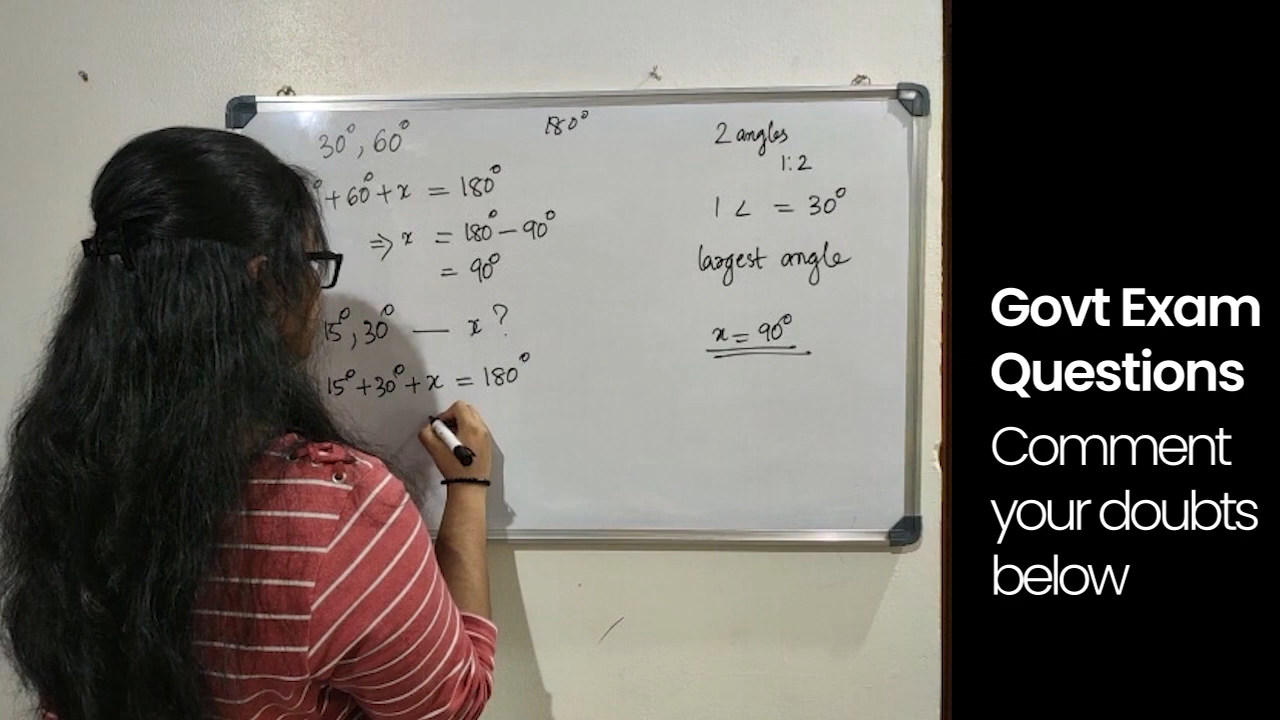 30°, 60°
° + 60° + x = 180°
⇒ x = 180° – 90°
= 90°
15°, 30° — x ?
15° + 30° + x = 180°
180°
2 angles
1:2
1 ∠ = 30°
largest angle
x = 90°
Govt Exam
Questions
Comment
your doubts
below